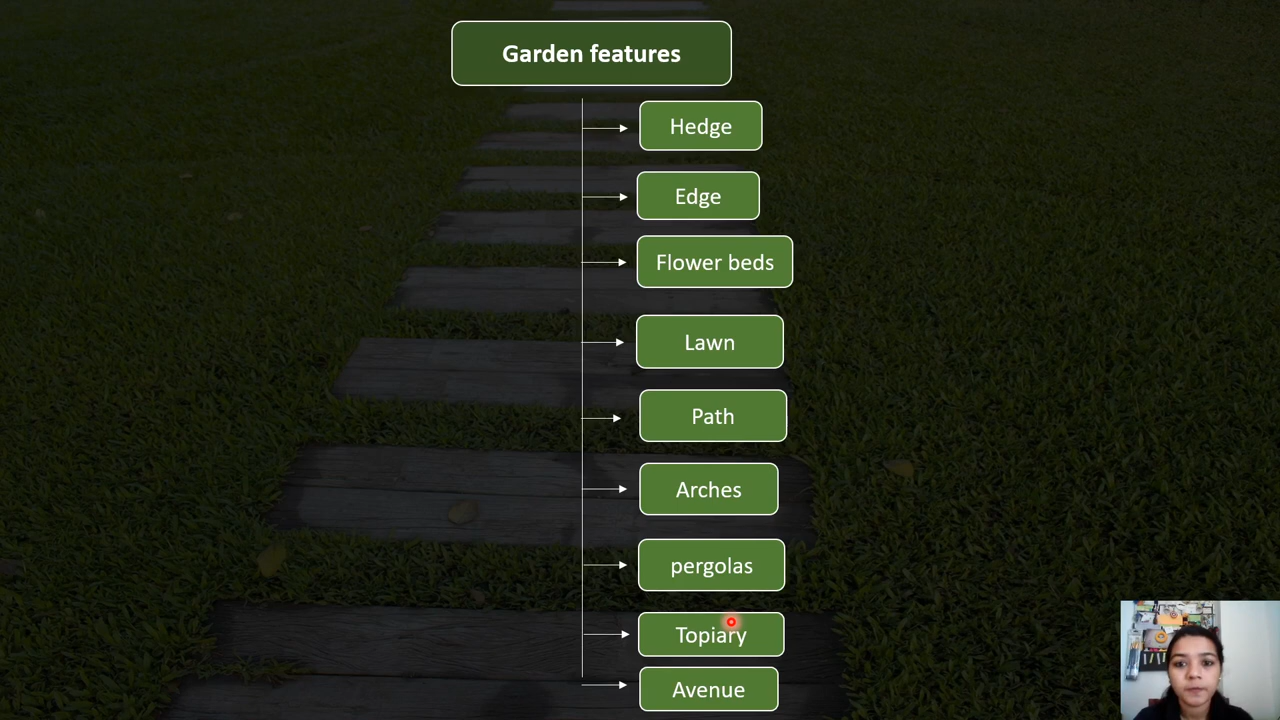 Garden features
Hedge
Edge
Flower beds
Lawn
Path
Arches
pergolas
Topiary
Avenue